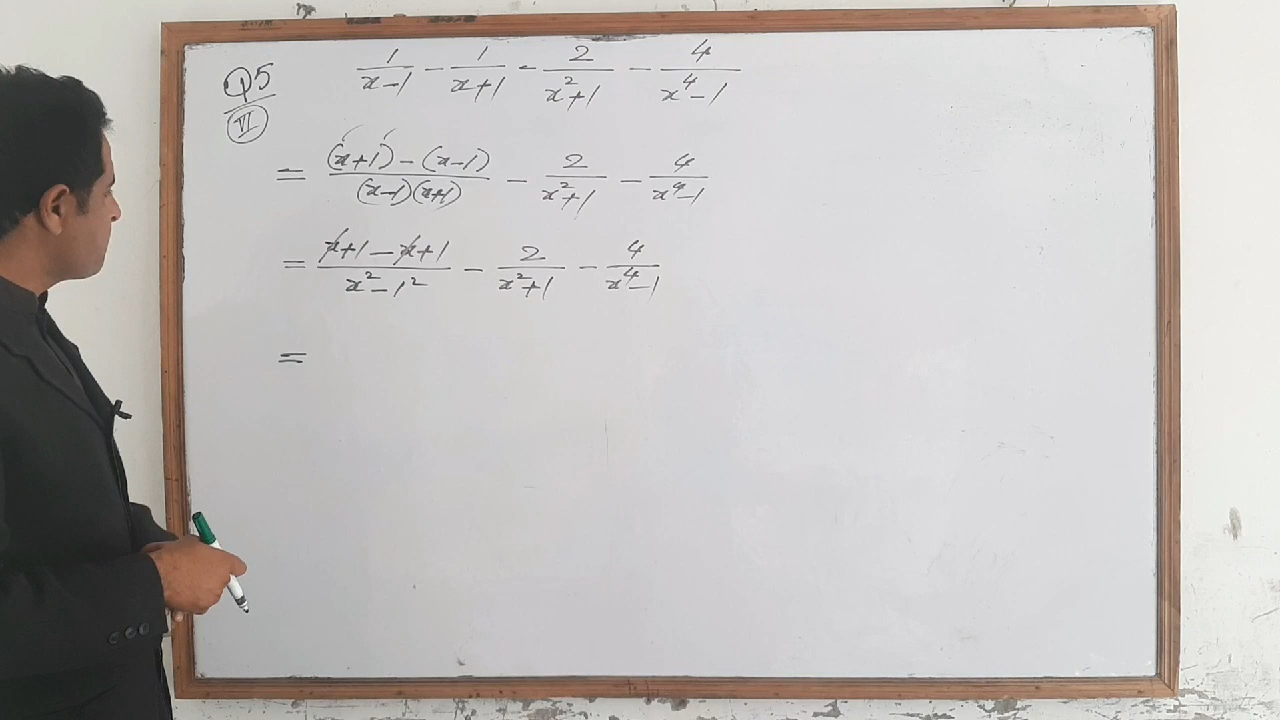 Q5 1/(x-1) - 1/(x+1) - 2/(x²+1) - 4/(x⁴-1)
VI
= ((x+1) - (x-1))/((x-1)(x+1)) - 2/(x²+1) - 4/(x⁴-1)
= (x+1 - x+1)/(x²-1²) - 2/(x²+1) - 4/(x⁴-1)
=